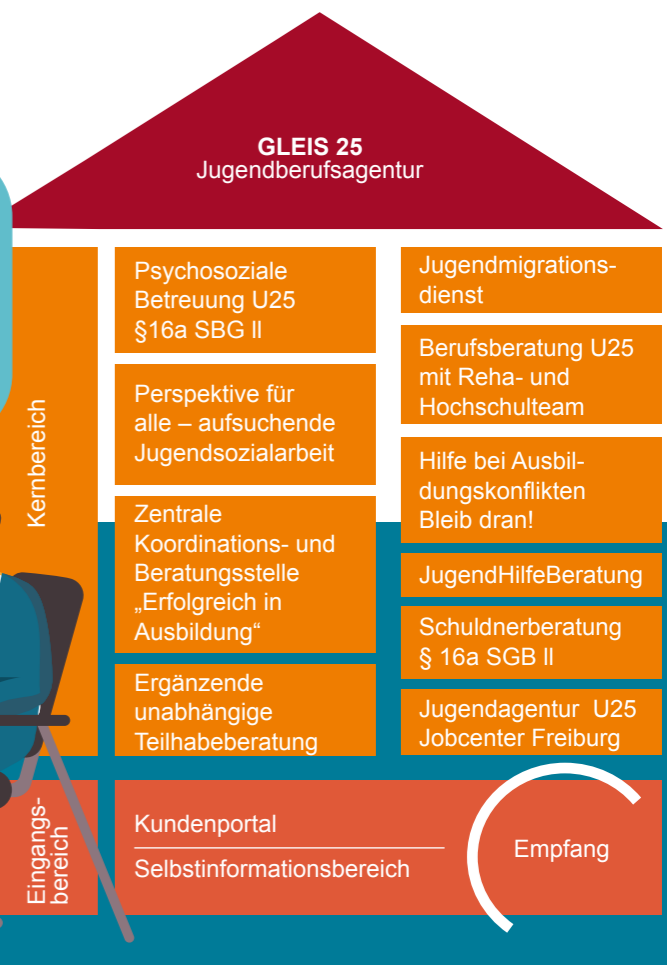 GLEIS 25
Jugendberufsagentur
Kernbereich
Psychosoziale
Betreuung U25
§16a SBG ll
Perspektive für
alle – aufsuchende
Jugendsozialarbeit
Zentrale
Koordinations- und
Beratungsstelle
„Erfolgreich in
Ausbildung“
Ergänzende
unabhängige
Teilhabeberatung
Jugendmigrations-
dienst
Berufsberatung U25
mit Reha- und
Hochschulteam
Hilfe bei Ausbil-
dungskonflikten
Bleib dran!
JugendHilfeBeratung
Schuldnerberatung
§ 16a SGB ll
Jugendagentur U25
Jobcenter Freiburg
Eingangs-
bereich
Kundenportal
Selbstinformationsbereich
Empfang